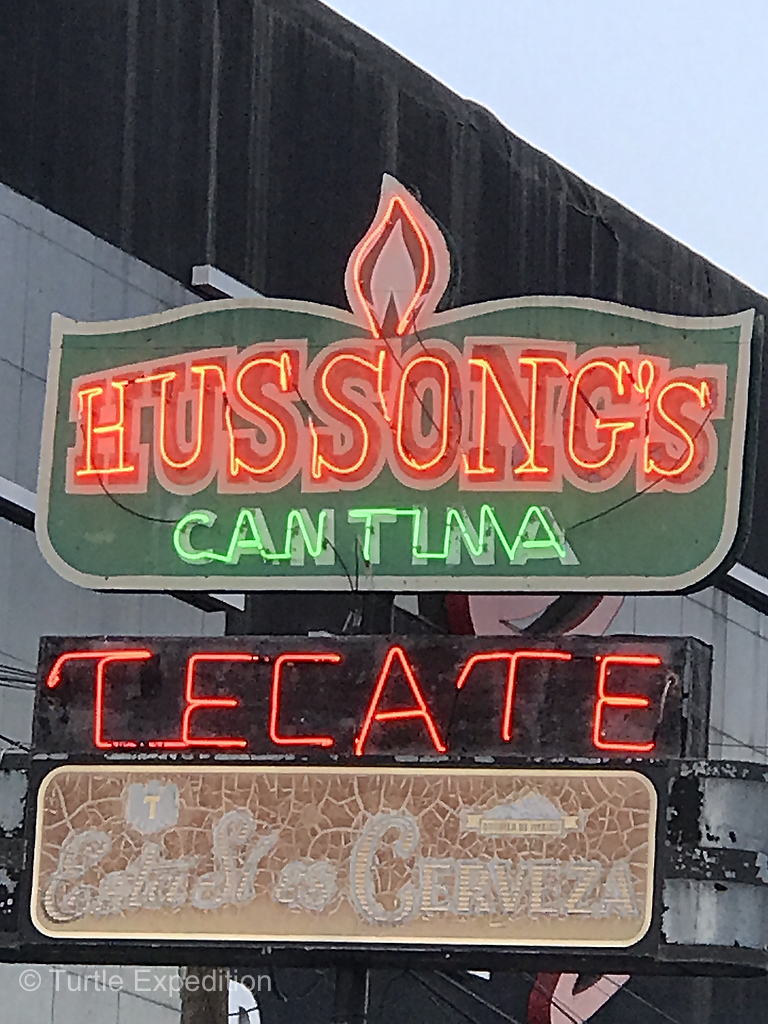 HUSSONG'S
CANTINA
TECATE
T
Esta Sí es CERVEZA
© Turtle Expedition